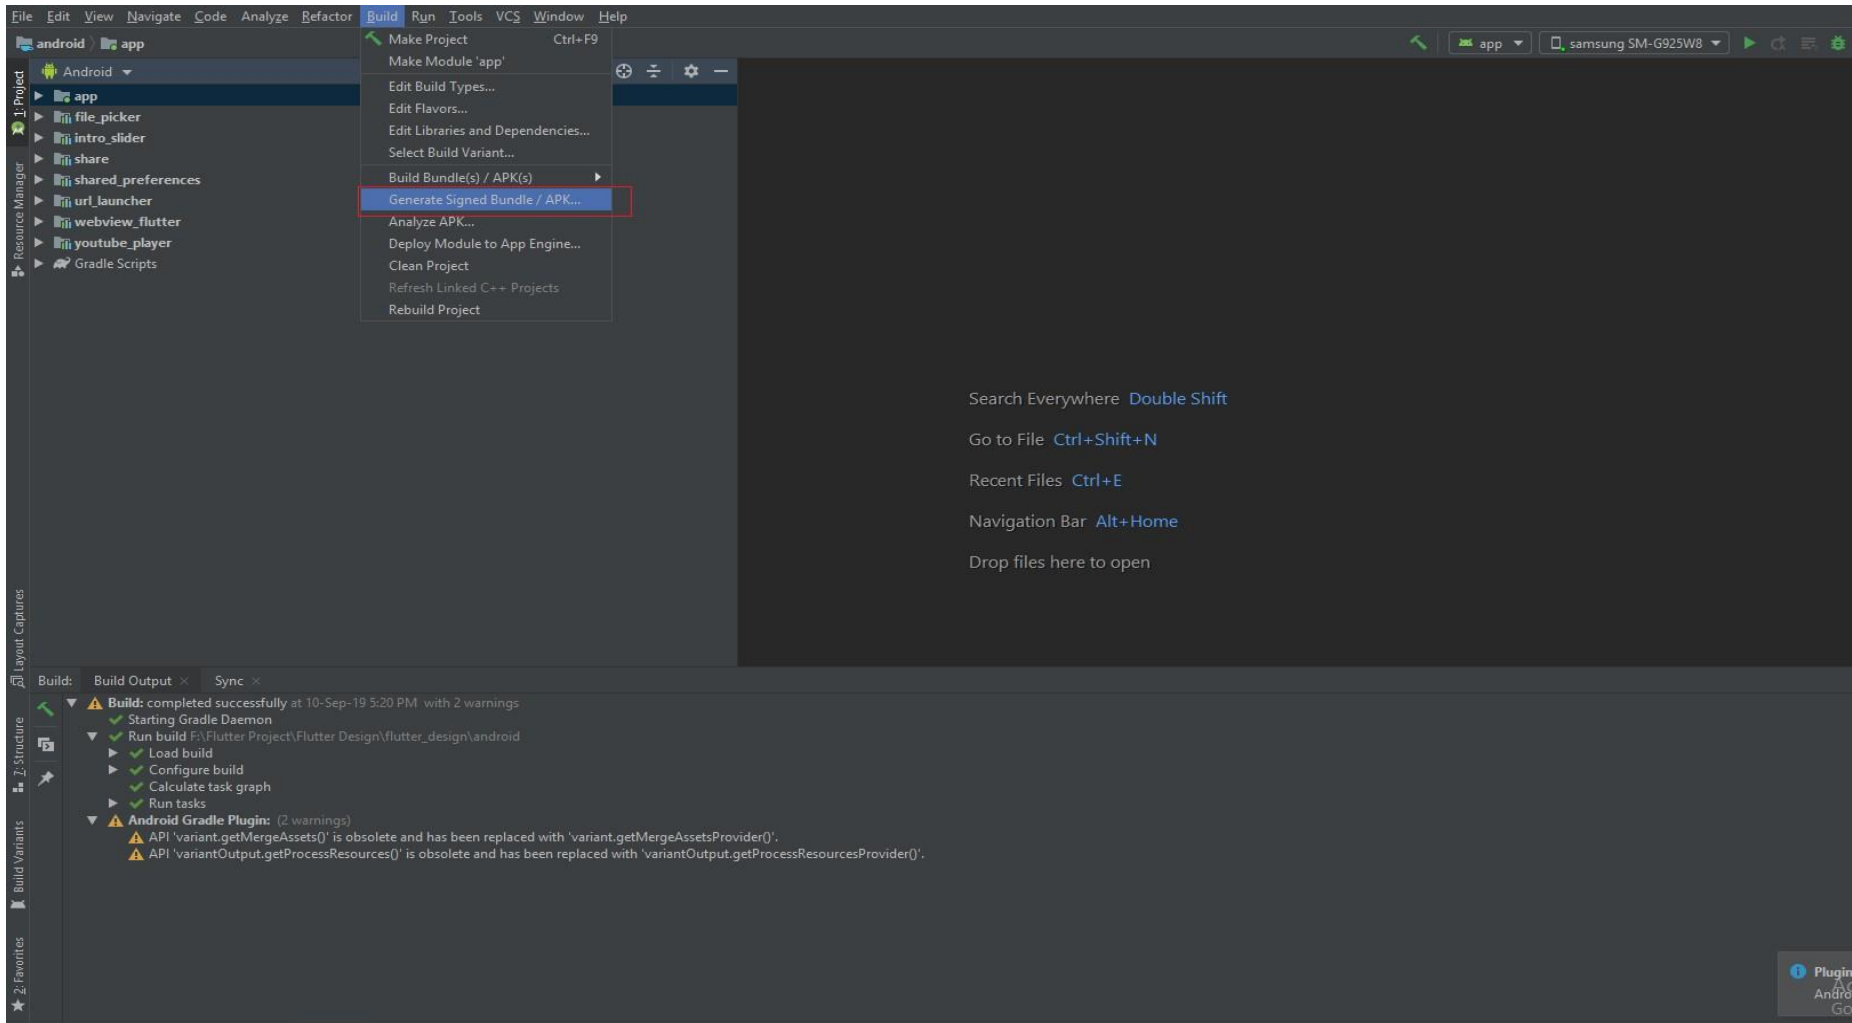 File Edit View Navigate Code Analyze Refactor Build Run Tools VCS Window Help
android app
app samsung SM-G925W8
Android
app
file_picker
intro_slider
share
shared_preferences
url_launcher
webview_flutter
youtube_player
Gradle Scripts
Make Project Ctrl+F9
Make Module 'app'
Edit Build Types...
Edit Flavors...
Edit Libraries and Dependencies...
Select Build Variant...
Build Bundle(s) / APK(s)
Generate Signed Bundle / APK...
Analyze APK...
Deploy Module to App Engine...
Clean Project
Refresh Linked C++ Projects
Rebuild Project
1: Project
Resource Manager
Layout Captures
7: Structure
Build Variants
2: Favorites
Search Everywhere Double Shift
Go to File Ctrl+Shift+N
Recent Files Ctrl+E
Navigation Bar Alt+Home
Drop files here to open
Build: Build Output Sync
Build: completed successfully at 10-Sep-19 5:20 PM with 2 warnings
Starting Gradle Daemon
Run build F:\Flutter Project\Flutter Design\flutter_design\android
Load build
Configure build
Calculate task graph
Run tasks
Android Gradle Plugin: (2 warnings)
API 'variant.getMergeAssets()' is obsolete and has been replaced with 'variant.getMergeAssetsProvider()'.
API 'variantOutput.getProcessResources()' is obsolete and has been replaced with 'variantOutput.getProcessResourcesProvider()'.
Plugin
Andro
Go